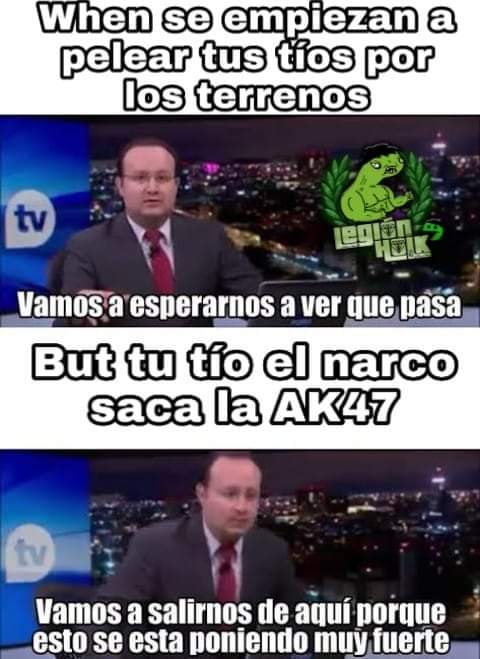 When se empiezan a
pelear tus tíos por
los terrenos
tv
Legión
Hulk
Vamos a esperarnos a ver que pasa
But tu tío el narco
saca la AK47
tv
Vamos a salirnos de aquí porque
esto se esta poniendo muy fuerte